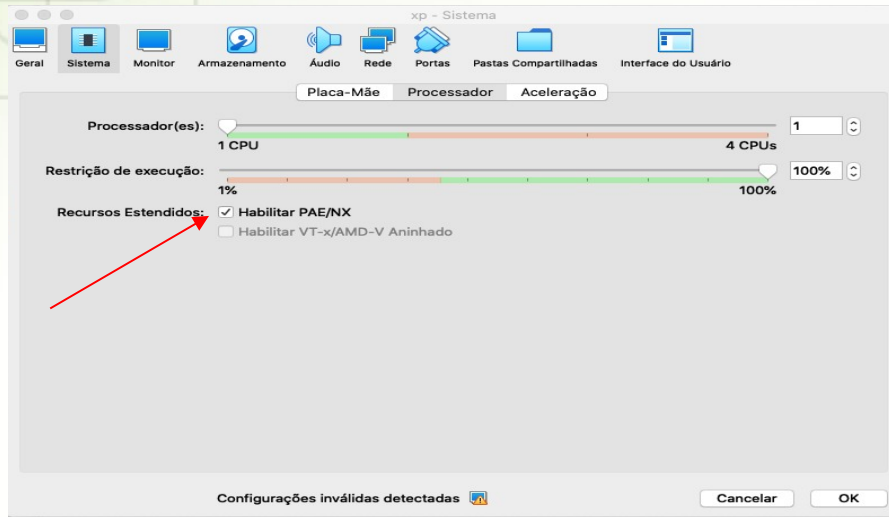 xp - Sistema
Geral Sistema Monitor Armazenamento Áudio Rede Portas Pastas Compartilhadas Interface do Usuário
Placa-Mãe Processador Aceleração
Processador(es): 1
1 CPU 4 CPUs
Restrição de execução: 100%
1% 100%
Recursos Estendidos: Habilitar PAE/NX
Habilitar VT-x/AMD-V Aninhado
Configurações inválidas detectadas Cancelar OK